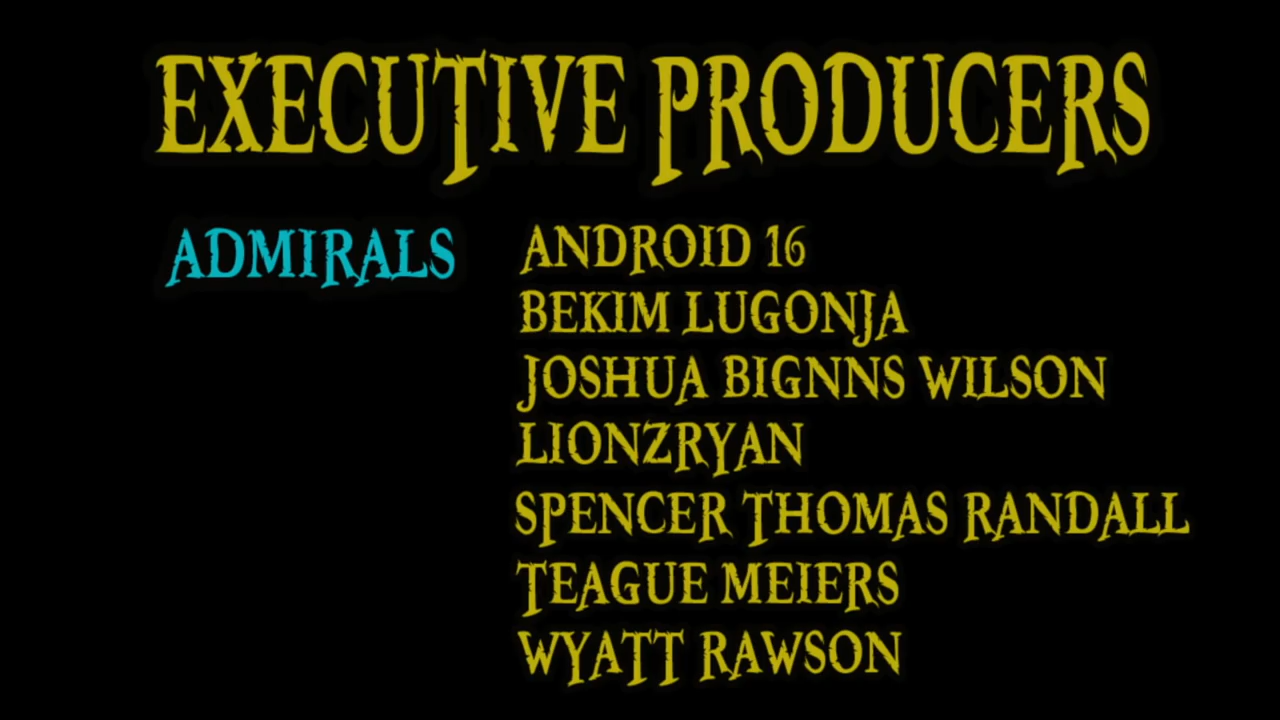 EXECUTIVE PRODUCERS
ADMIRALS
ANDROID 16
BEKIM LUGONJA
JOSHUA BIGNNS WILSON
LIONZRYAN
SPENCER THOMAS RANDALL
TEAGUE MEIERS
WYATT RAWSON